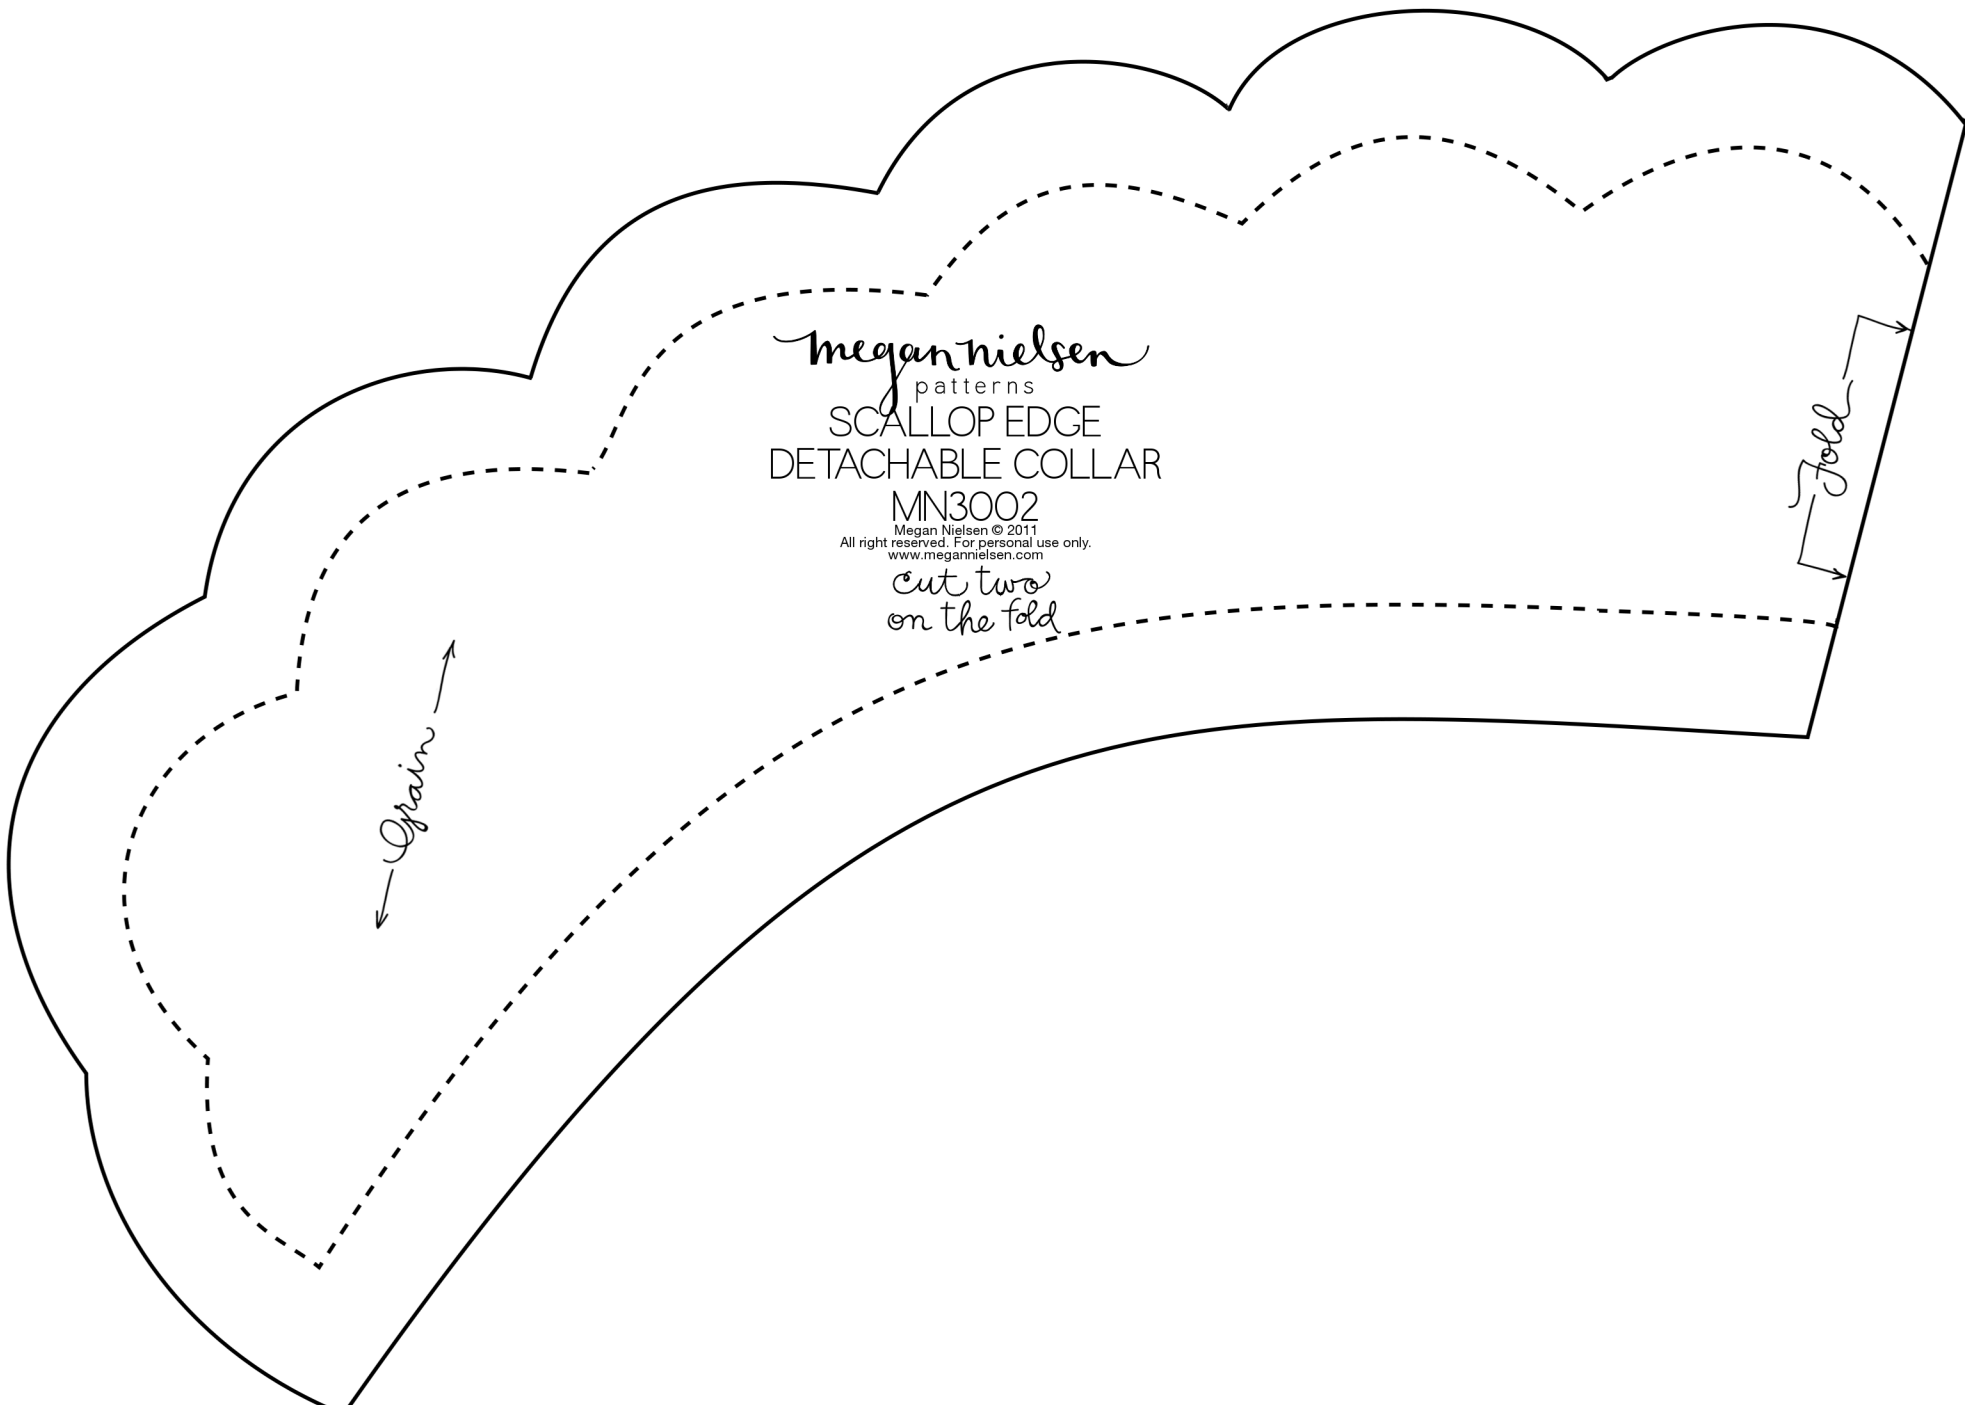 megan nielsen
patterns
SCALLOP EDGE
DETACHABLE COLLAR
MN3002
Megan Nielsen © 2011
All right reserved. For personal use only.
www.megannielsen.com
cut two
on the fold
Fold
Grain